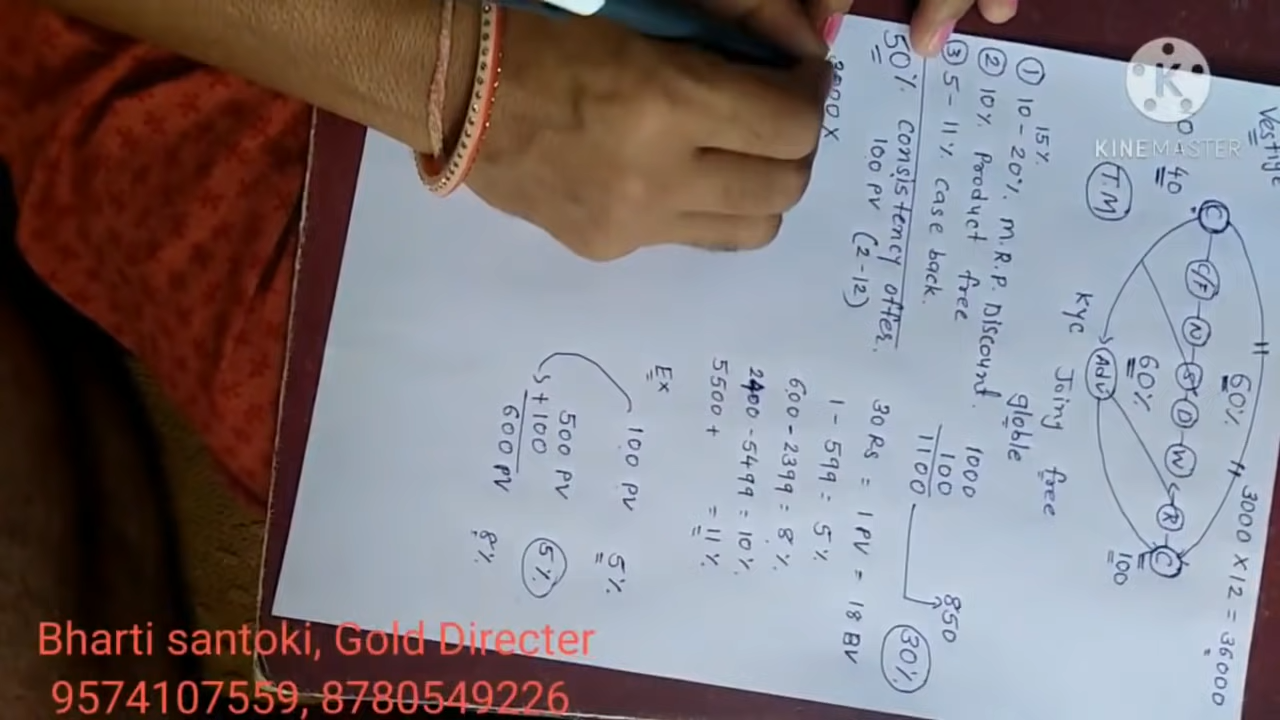 Vestige
3000 X 12 = 36000
60%
40
C C/F N S D W R C
100
60%
T.M
Adv
KYC Joing free
globle
① 10 - 20% M.R.P. Discount.
15%
② 10% Product free
③ 5 - 11% Case back.
1000
100
1100
850
30%
50% Consistency offer.
100 PV (2-12)
30 Rs = 1 PV = 18 BV
1 - 599 = 5%
600 - 2399 = 8%
2400 - 5499 = 10%
5500 + = 11%
Ex
100 PV 5%
500 PV 5%
+ 100
600 PV 8%
KINEMASTER
Bharti santoki, Gold Directer
9574107559, 8780549226